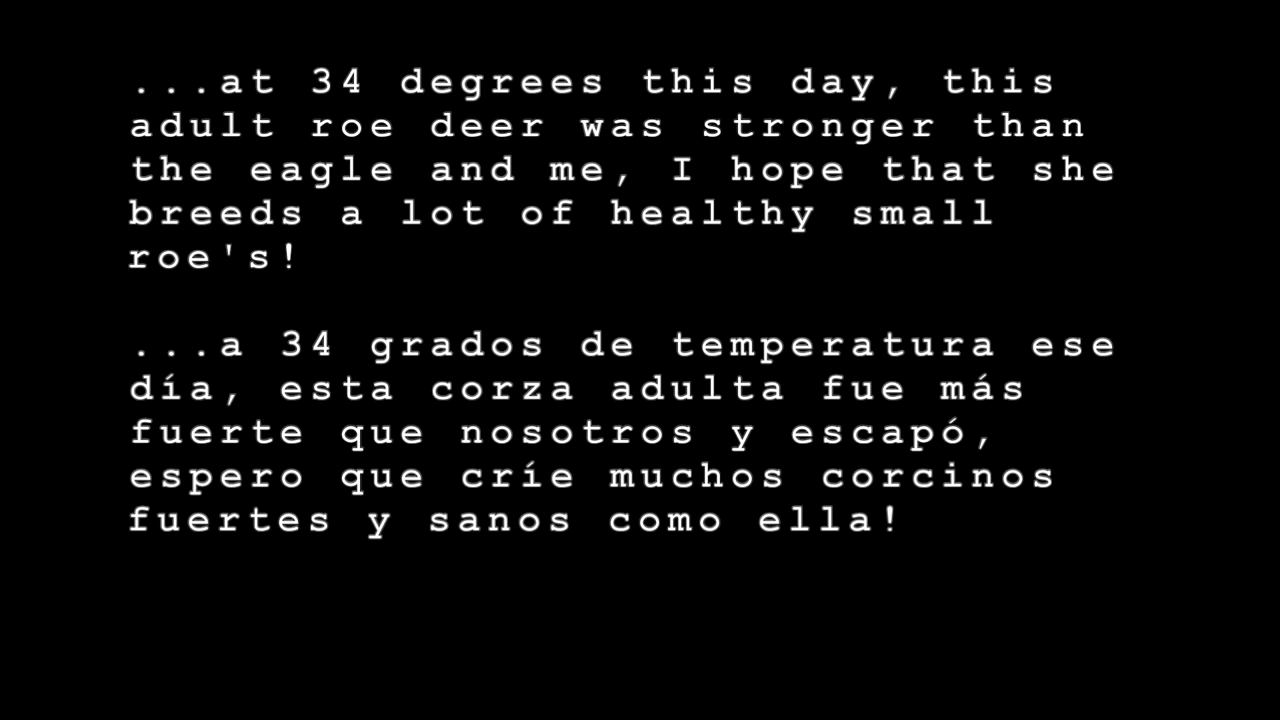 ...at 34 degrees this day, this
adult roe deer was stronger than
the eagle and me, I hope that she
breeds a lot of healthy small
roe's!
...a 34 grados de temperatura ese
día, esta corza adulta fue más
fuerte que nosotros y escapó,
espero que críe muchos corcinos
fuertes y sanos como ella!